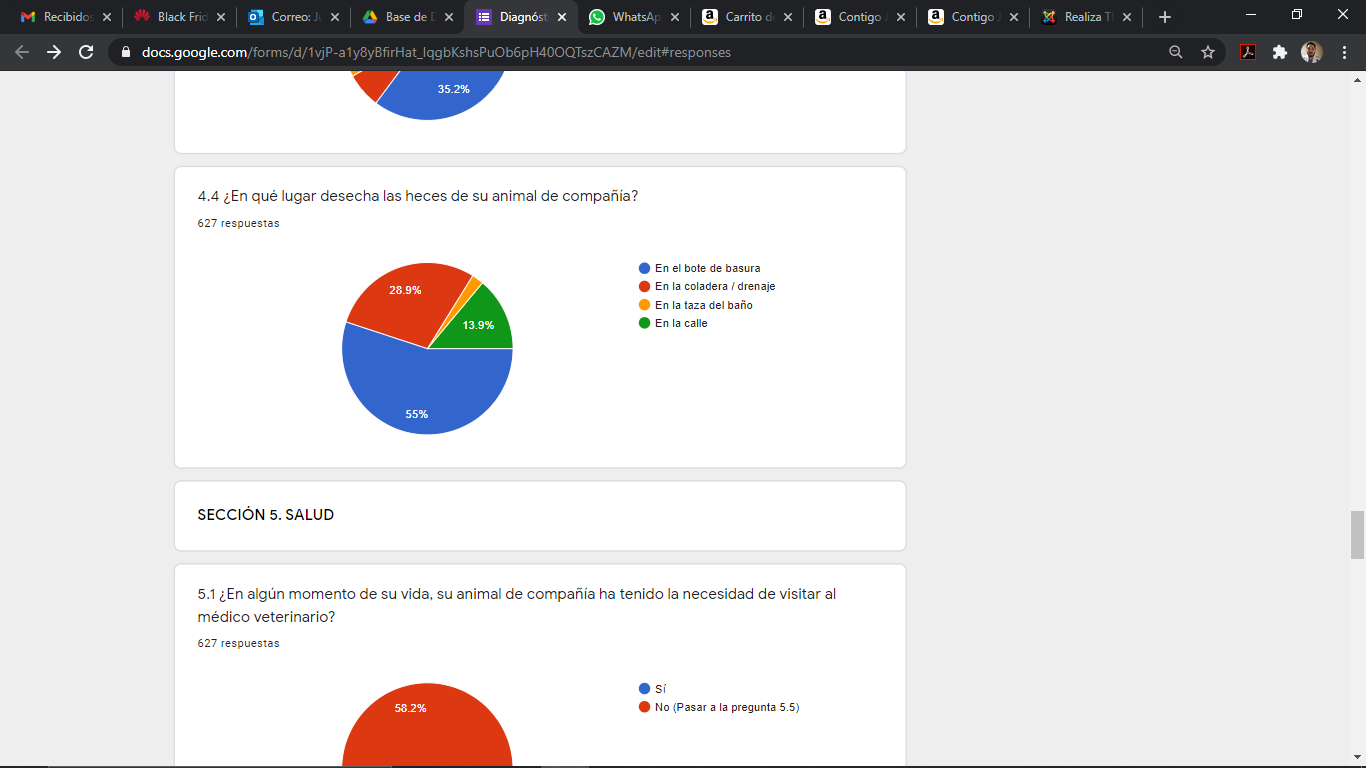 Recibidos
Black Frid
Correo: Ju
Base de D
Diagnóst
WhatsAp
Carrito de
Contigo J
Contigo J
Realiza Tl
docs.google.com/forms/d/1vjP-a1y8yBfirHat_lqgbKshsPuOb6pH40OQTszCAZM/edit#responses
35.2%
4.4 ¿En qué lugar desecha las heces de su animal de compañía?
627 respuestas
28.9%
13.9%
55%
En el bote de basura
En la coladera / drenaje
En la taza del baño
En la calle
SECCIÓN 5. SALUD
5.1 ¿En algún momento de su vida, su animal de compañía ha tenido la necesidad de visitar al
médico veterinario?
627 respuestas
58.2%
Sí
No (Pasar a la pregunta 5.5)